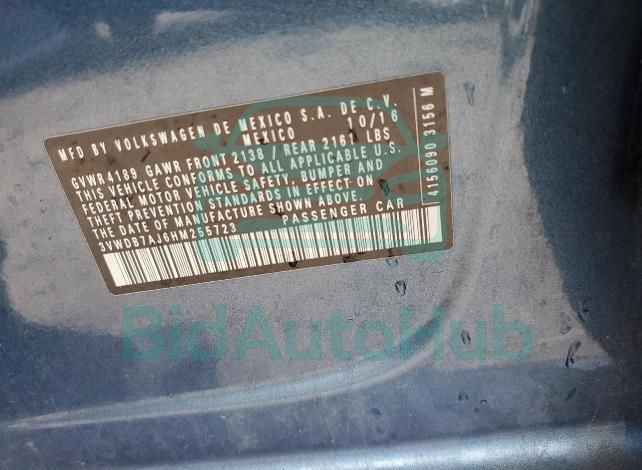 MFD BY VOLKSWAGEN DE MEXICO S.A. DE C.V.
MEXICO 10/16
GVWR 4189 GAWR FRONT 2138 / REAR 2161 LBS
THIS VEHICLE CONFORMS TO ALL APPLICABLE U.S.
FEDERAL MOTOR VEHICLE SAFETY, BUMPER AND
THEFT PREVENTION STANDARDS IN EFFECT ON
THE DATE OF MANUFACTURE SHOWN ABOVE.
3VWDB7AJ6HM255723 PASSENGER CAR
4156090 3156 M
BidAutoHub